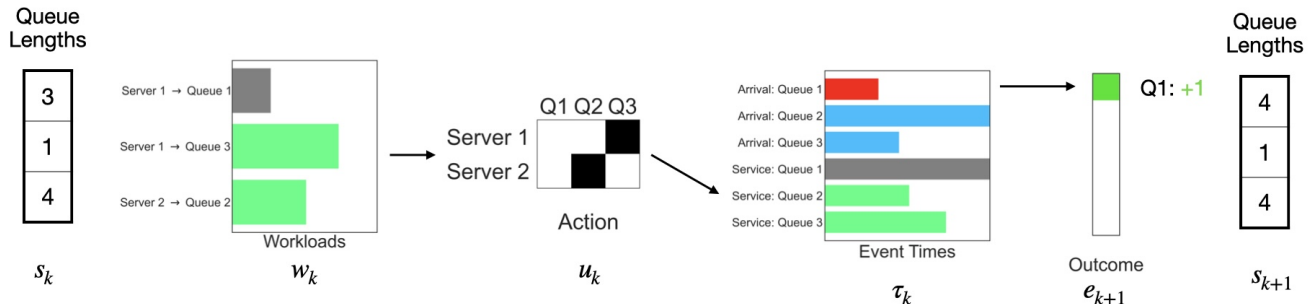 Queue
Lengths
3
1
4
s_k
Server 1 → Queue 1
Server 1 → Queue 3
Server 2 → Queue 2
Workloads
w_k
Q1 Q2 Q3
Server 1
Server 2
Action
u_k
Arrival: Queue 1
Arrival: Queue 2
Arrival: Queue 3
Service: Queue 1
Service: Queue 2
Service: Queue 3
Event Times
τ_k
Q1: +1
Outcome
e_{k+1}
Queue
Lengths
4
1
4
s_{k+1}